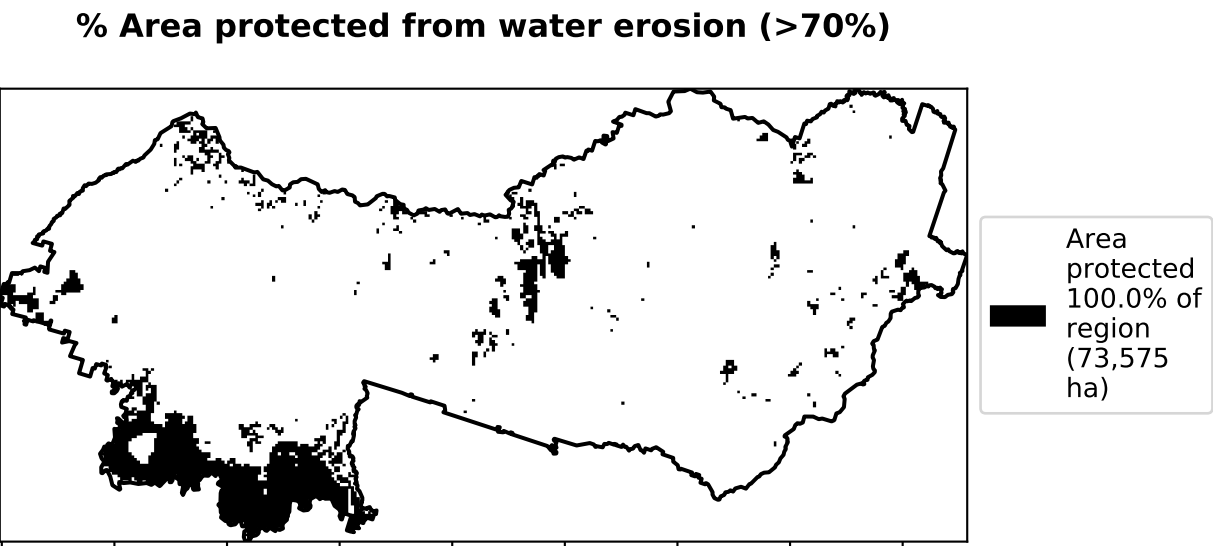 % Area protected from water erosion (>70%)
Area
protected
100.0% of
region
(73,575
ha)